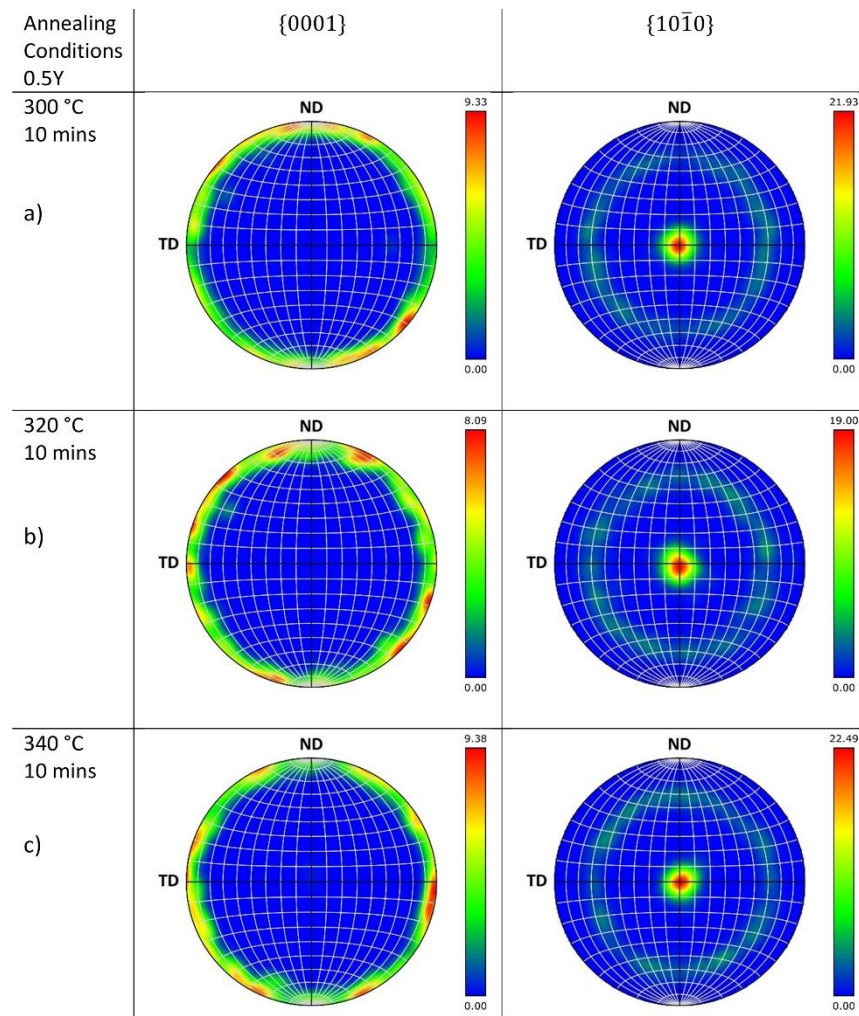 Annealing
Conditions
0.5Y
{0001}
{101̅0}
300 °C
10 mins
a)
ND
TD
9.33
0.00
ND
TD
21.93
0.00
320 °C
10 mins
b)
ND
TD
8.09
0.00
ND
TD
19.00
0.00
340 °C
10 mins
c)
ND
TD
9.38
0.00
ND
TD
22.49
0.00